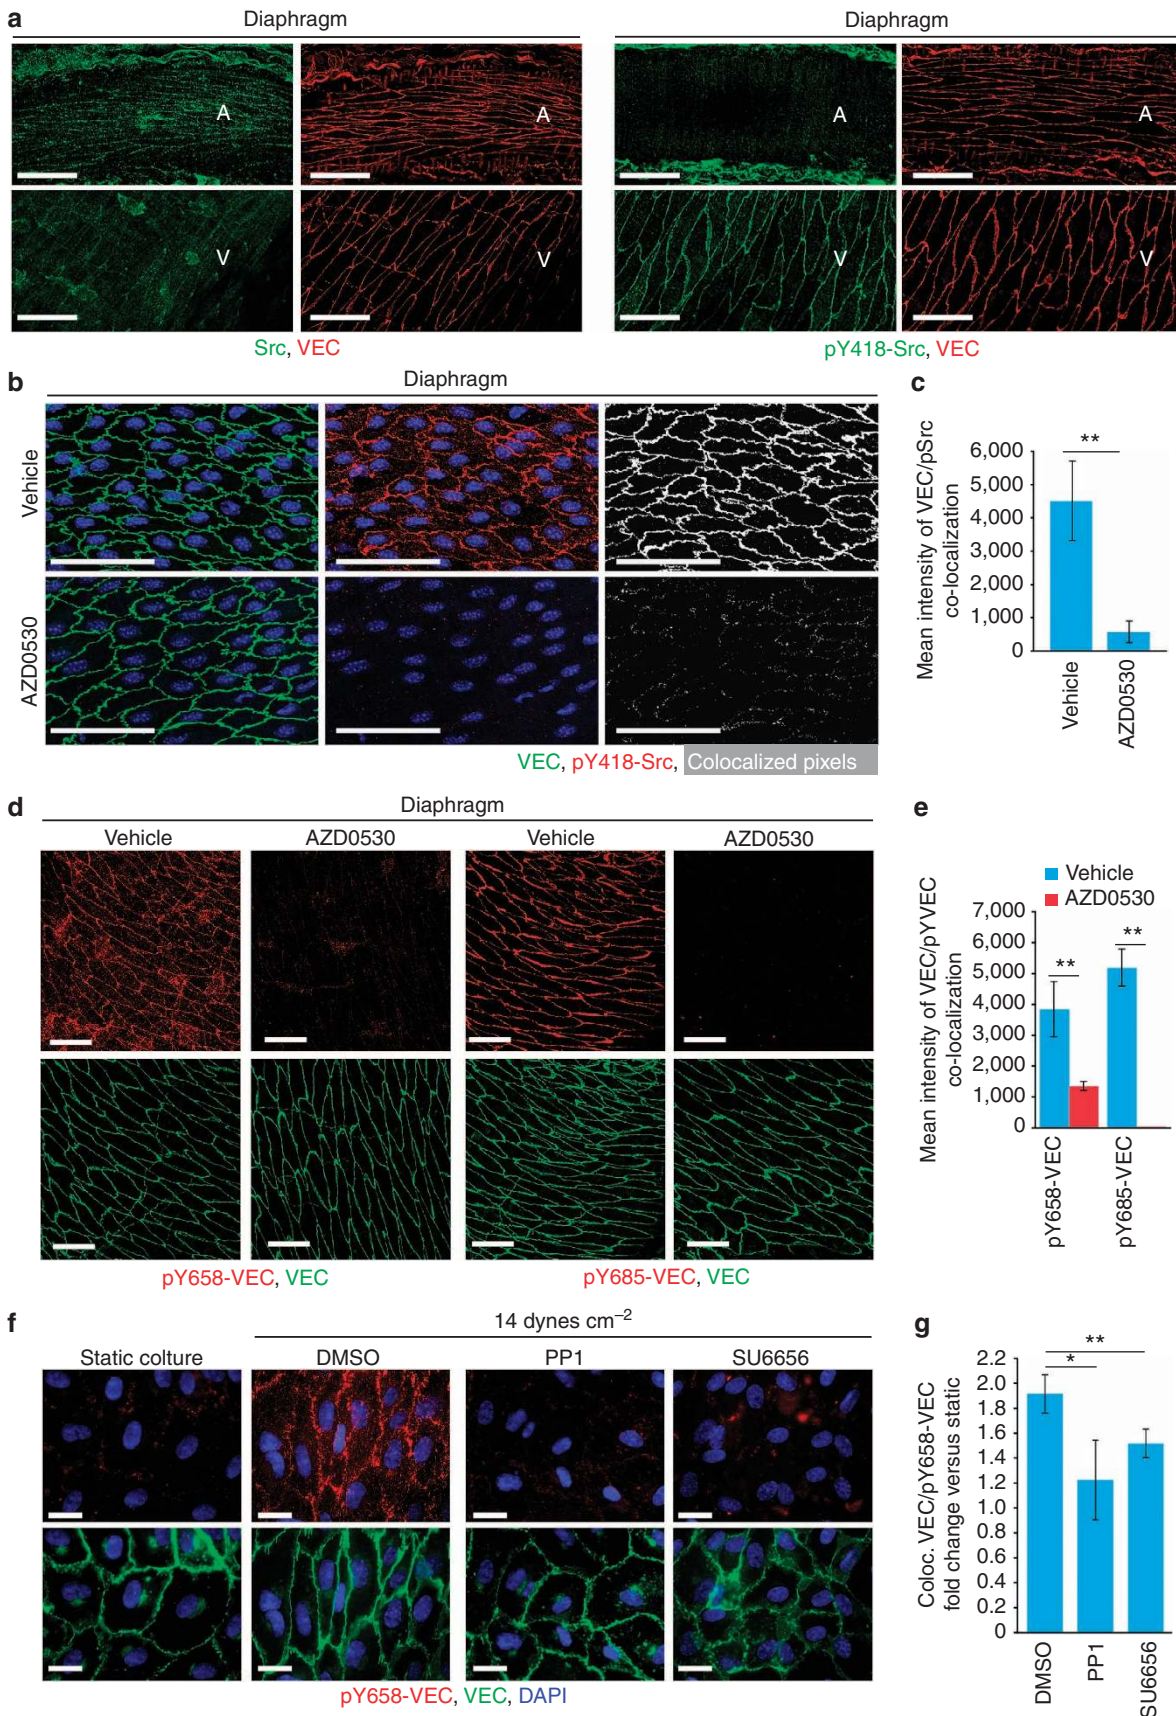 a
Diaphragm
Diaphragm
A
A
A
A
V
V
V
V
Src, VEC
pY418-Src, VEC
b
Diaphragm
Vehicle
AZD0530
VEC, pY418-Src, Colocalized pixels
c
Mean intensity of VEC/pSrc
co-localization
6,000
5,000
4,000
3,000
2,000
1,000
0
**
Vehicle
AZD0530
d
Diaphragm
Vehicle
AZD0530
Vehicle
AZD0530
pY658-VEC, VEC
pY685-VEC, VEC
e
Vehicle
AZD0530
Mean intensity of VEC/pYVEC
co-localization
7,000
6,000
5,000
4,000
3,000
2,000
1,000
0
**
**
pY658-VEC
pY685-VEC
f
14 dynes cm–2
Static colture
DMSO
PP1
SU6656
pY658-VEC, VEC, DAPI
g
Coloc. VEC/pY658-VEC
fold change versus static
2.2
2.0
1.8
1.6
1.4
1.2
1.0
0.8
0.6
0.4
0.2
0
**
*
DMSO
PP1
SU6656